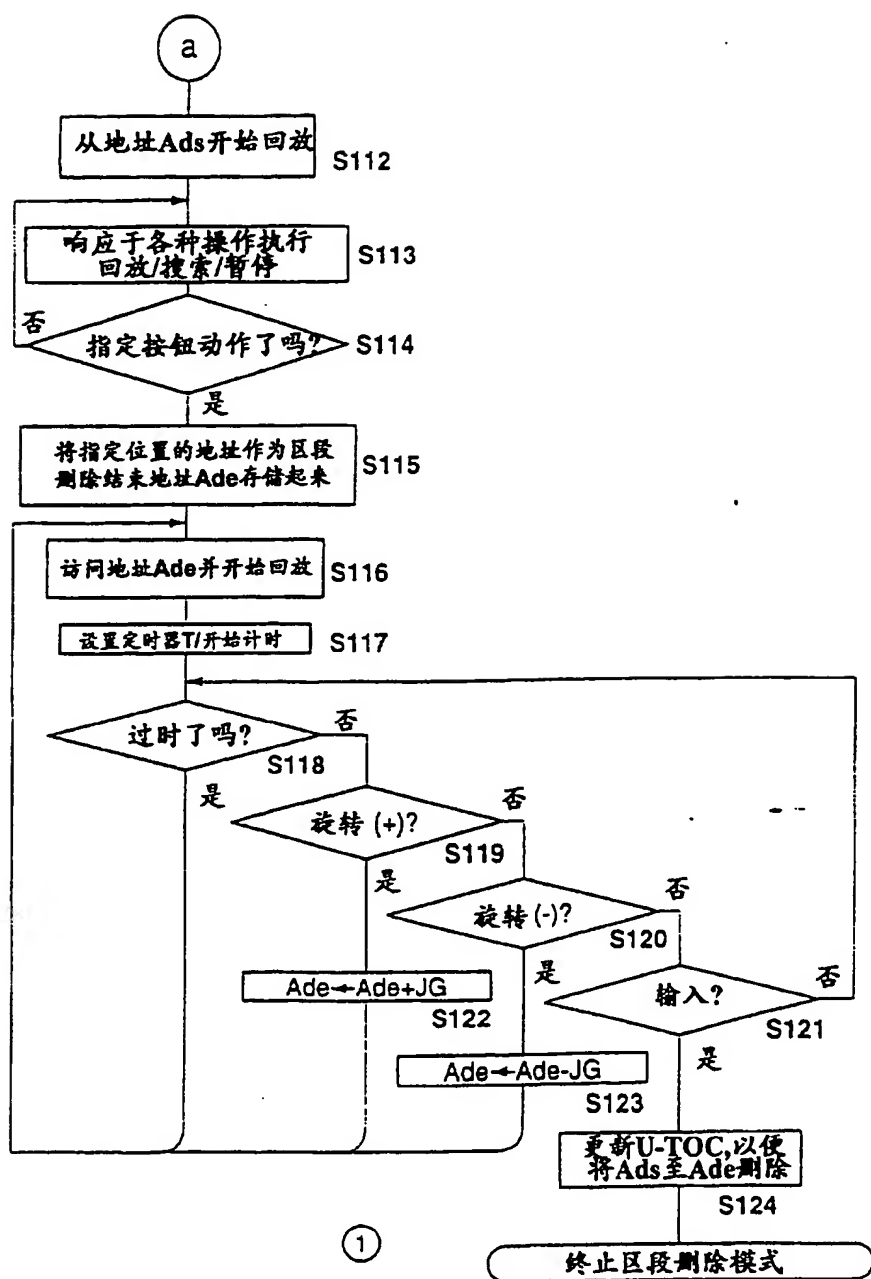 a
从地址Ads开始回放
S112
响应于各种操作执行
回放/搜索/暂停
S113
否
指定按钮动作了吗?
S114
是
将指定位置的地址作为区段
删除结束地址Ade存储起来
S115
访问地址Ade并开始回放
S116
设置定时器T/开始计时
S117
过时了吗?
否
S118
是
旋转(+)?
否
S119
是
旋转(-)?
否
S120
是
输入?
否
S121
是
Ade←Ade+JG
S122
Ade←Ade-JG
S123
更新U-TOC,以便
将Ads至Ade删除
S124
1
终止区段删除模式